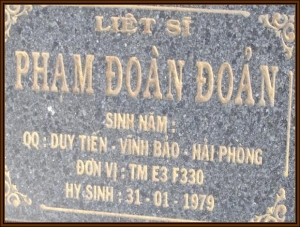 LIỆT SĨ
PHẠM ĐOÀN ĐOẢN
SINH NĂM :
QQ : DUY TIÊN - VĨNH BẢO - HẢI PHÒNG
ĐƠN VỊ : TM E3 F330
HY SINH : 31 - 01 - 1979